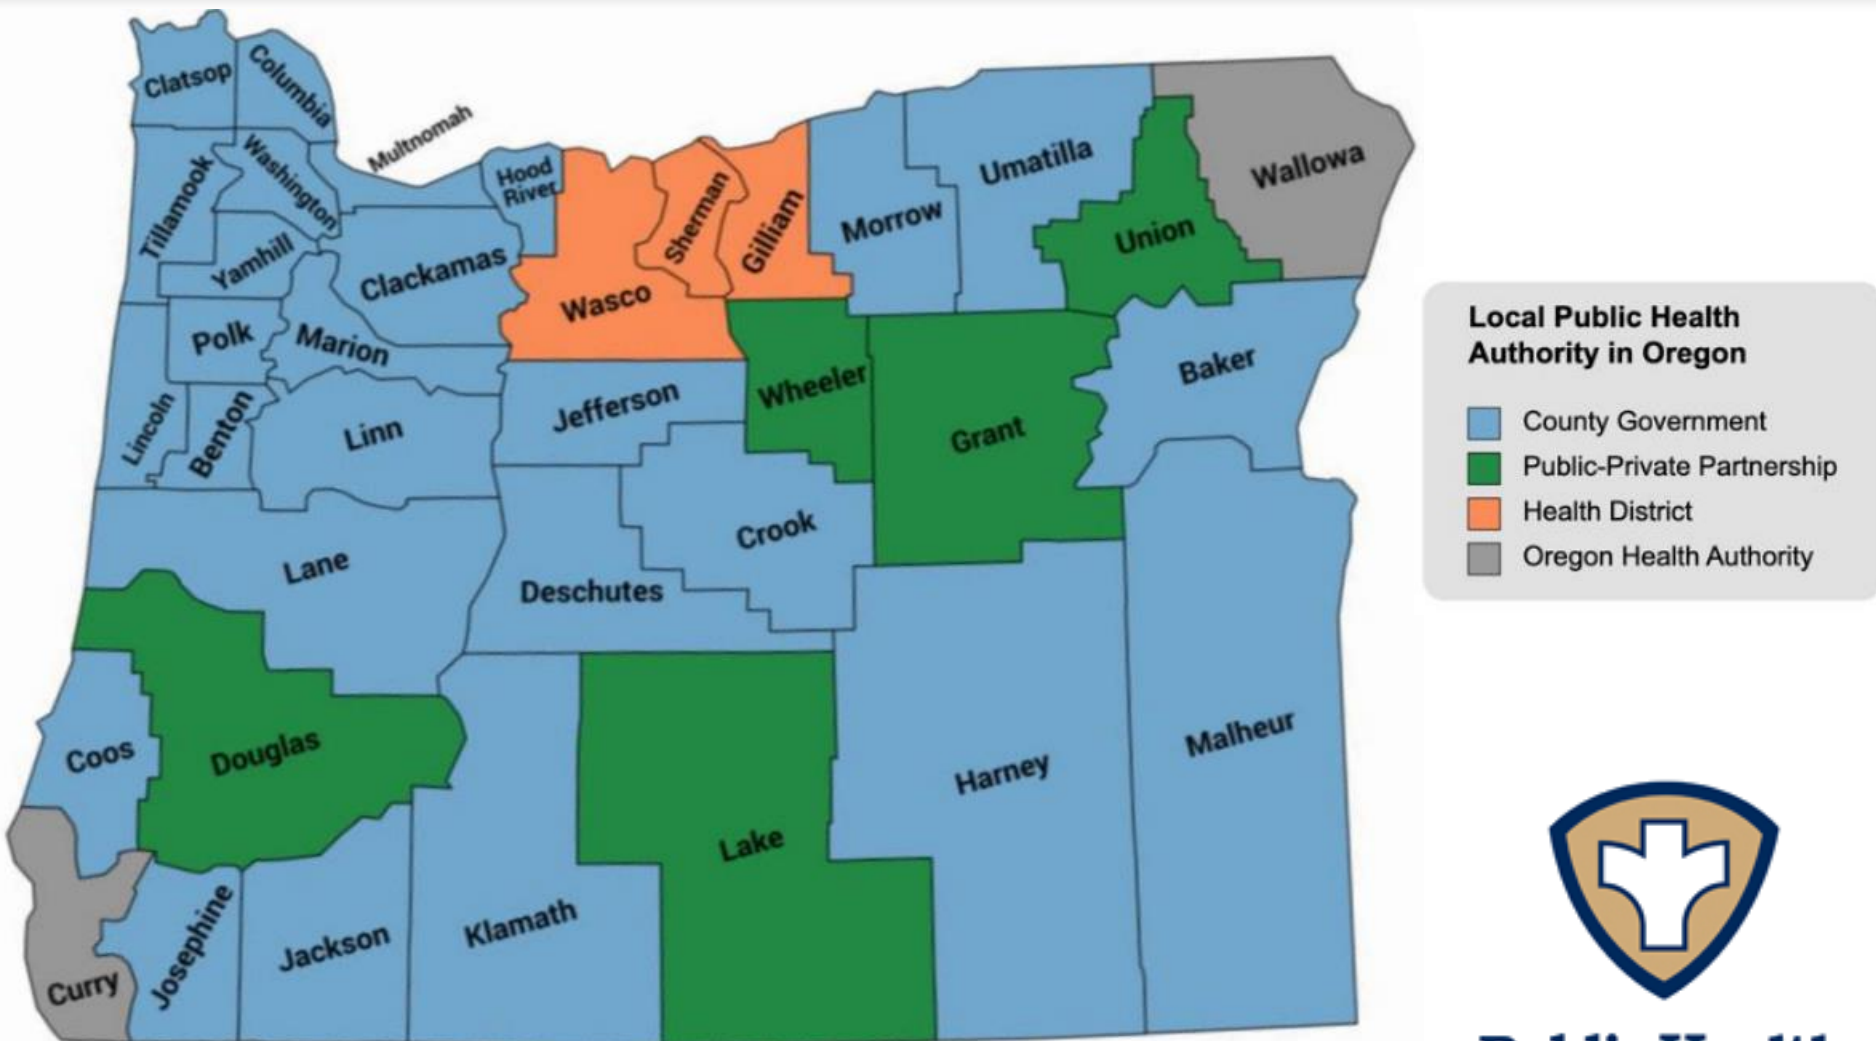 Clatsop
Columbia
Multnomah
Tillamook
Washington
Hood
River
Yamhill
Clackamas
Wasco
Sherman
Gilliam
Morrow
Umatilla
Union
Wallowa
Polk
Marion
Lincoln
Benton
Linn
Jefferson
Wheeler
Grant
Baker
Lane
Deschutes
Crook
Coos
Douglas
Lake
Harney
Malheur
Curry
Josephine
Jackson
Klamath
Local Public Health
Authority in Oregon
County Government
Public-Private Partnership
Health District
Oregon Health Authority